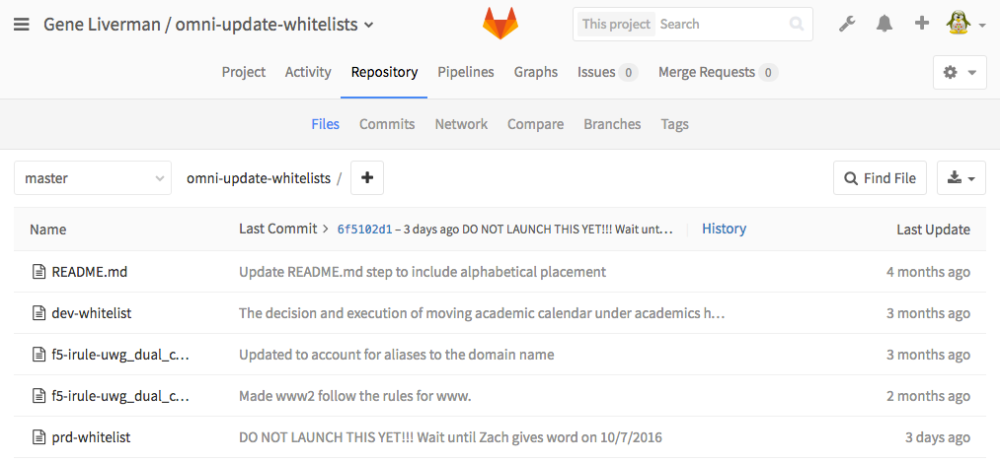 Gene Liverman / omni-update-whitelists
This project Search
Project Activity Repository Pipelines Graphs Issues 0 Merge Requests 0
Files Commits Network Compare Branches Tags
master omni-update-whitelists / + Find File
Name Last Commit > 6f5102d1 – 3 days ago DO NOT LAUNCH THIS YET!!! Wait unt… History Last Update
README.md Update README.md step to include alphabetical placement 4 months ago
dev-whitelist The decision and execution of moving academic calendar under academics h… 3 months ago
f5-irule-uwg_dual_c… Updated to account for aliases to the domain name 3 months ago
f5-irule-uwg_dual_c… Made www2 follow the rules for www. 2 months ago
prd-whitelist DO NOT LAUNCH THIS YET!!! Wait until Zach gives word on 10/7/2016 3 days ago